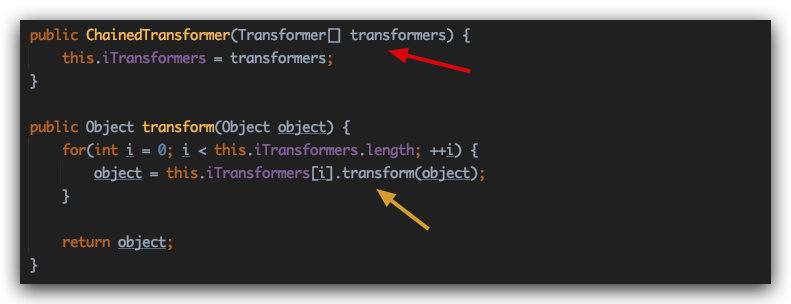 public ChainedTransformer(Transformer[] transformers) {
this.iTransformers = transformers;
}
public Object transform(Object object) {
for(int i = 0; i < this.iTransformers.length; ++i) {
object = this.iTransformers[i].transform(object);
}
return object;
}